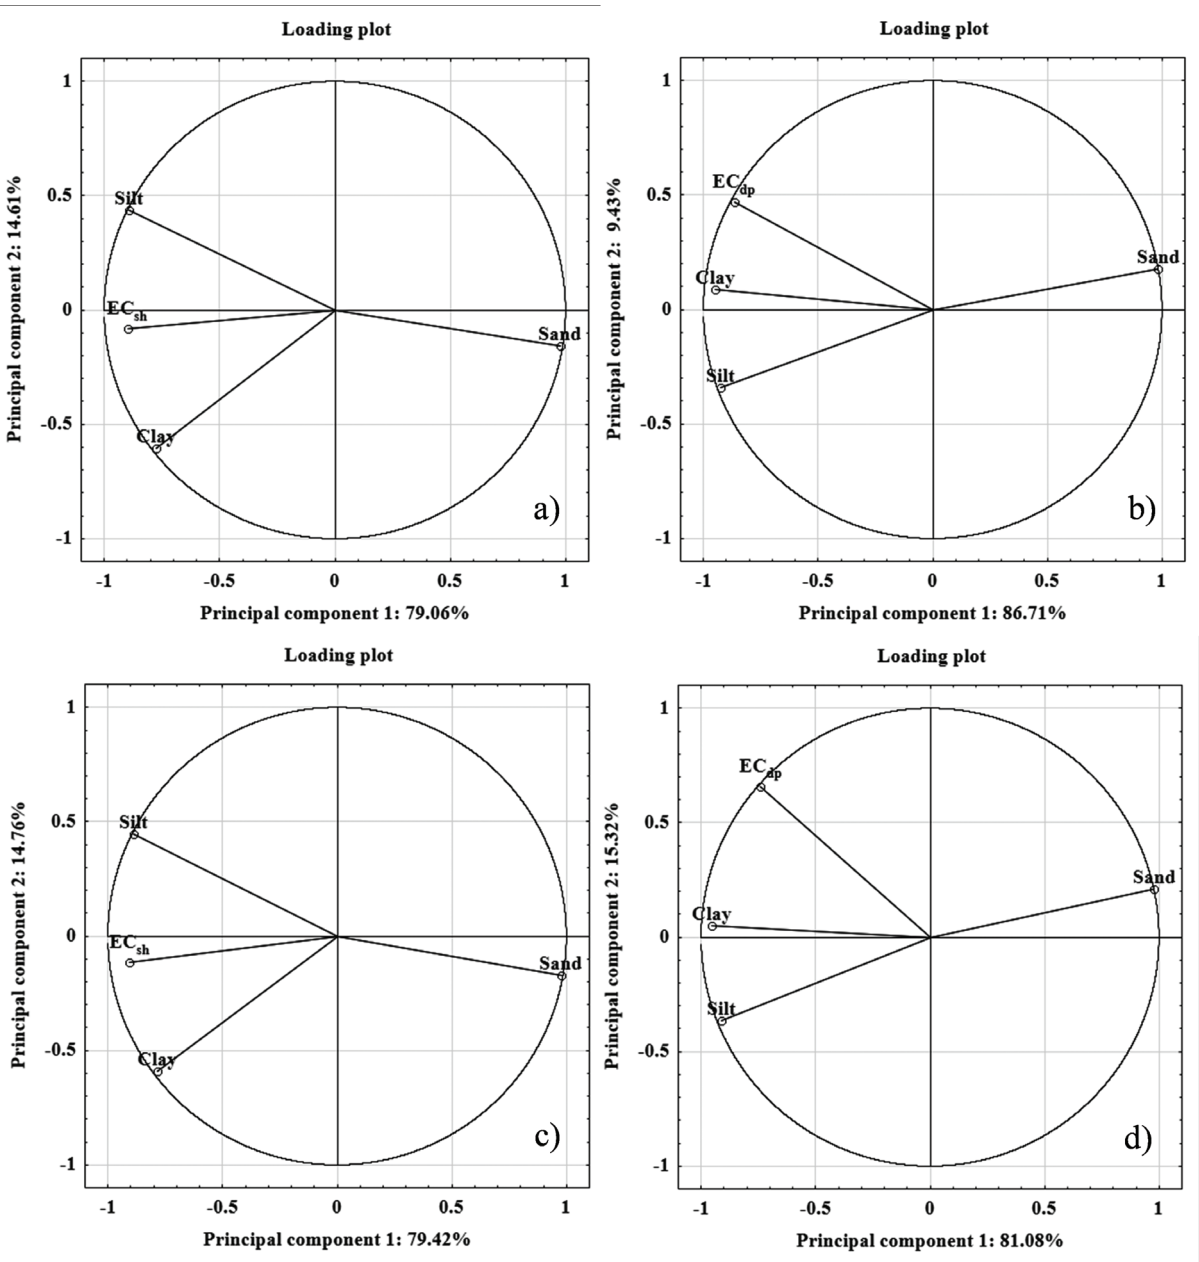 Loading plot
1
0.5
0
-0.5
-1
Principal component 2: 14.61%
Silt
ECsh
Clay
Sand
a)
-1 -0.5 0 0.5 1
Principal component 1: 79.06%
Loading plot
1
0.5
0
-0.5
-1
Principal component 2: 9.43%
ECdp
Clay
Silt
Sand
b)
-1 -0.5 0 0.5 1
Principal component 1: 86.71%
Loading plot
1
0.5
0
-0.5
-1
Principal component 2: 14.76%
Silt
ECsh
Clay
Sand
c)
-1 -0.5 0 0.5 1
Principal component 1: 79.42%
Loading plot
1
0.5
0
-0.5
-1
Principal component 2: 15.32%
ECdp
Clay
Silt
Sand
d)
-1 -0.5 0 0.5 1
Principal component 1: 81.08%